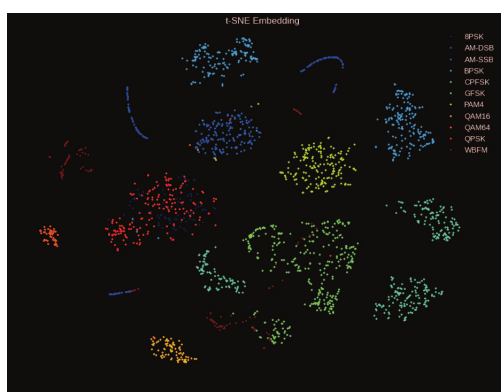 t-SNE Embedding
8PSK
AM-DSB
AM-SSB
BPSK
CPFSK
GFSK
PAM4
QAM16
QAM64
QPSK
WBFM